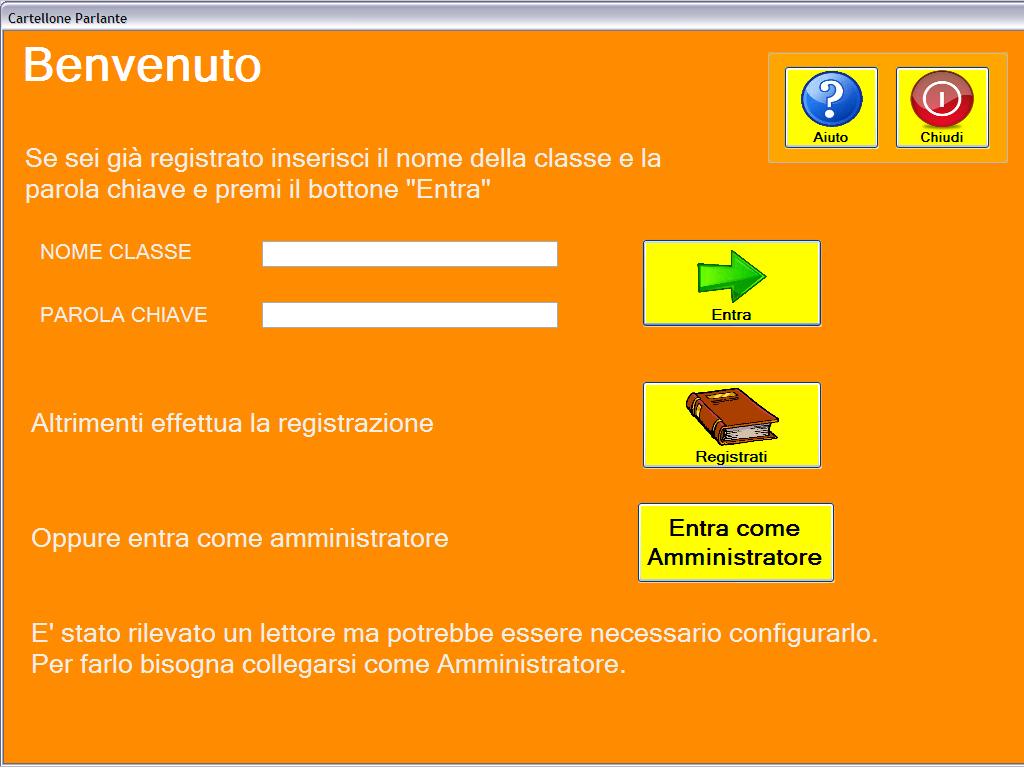 Cartellone Parlante
Benvenuto
Aiuto
Chiudi
Se sei già registrato inserisci il nome della classe e la
parola chiave e premi il bottone "Entra"
NOME CLASSE
PAROLA CHIAVE
Entra
Altrimenti effettua la registrazione
Registrati
Oppure entra come amministratore
Entra come
Amministratore
E' stato rilevato un lettore ma potrebbe essere necessario configurarlo.
Per farlo bisogna collegarsi come Amministratore.